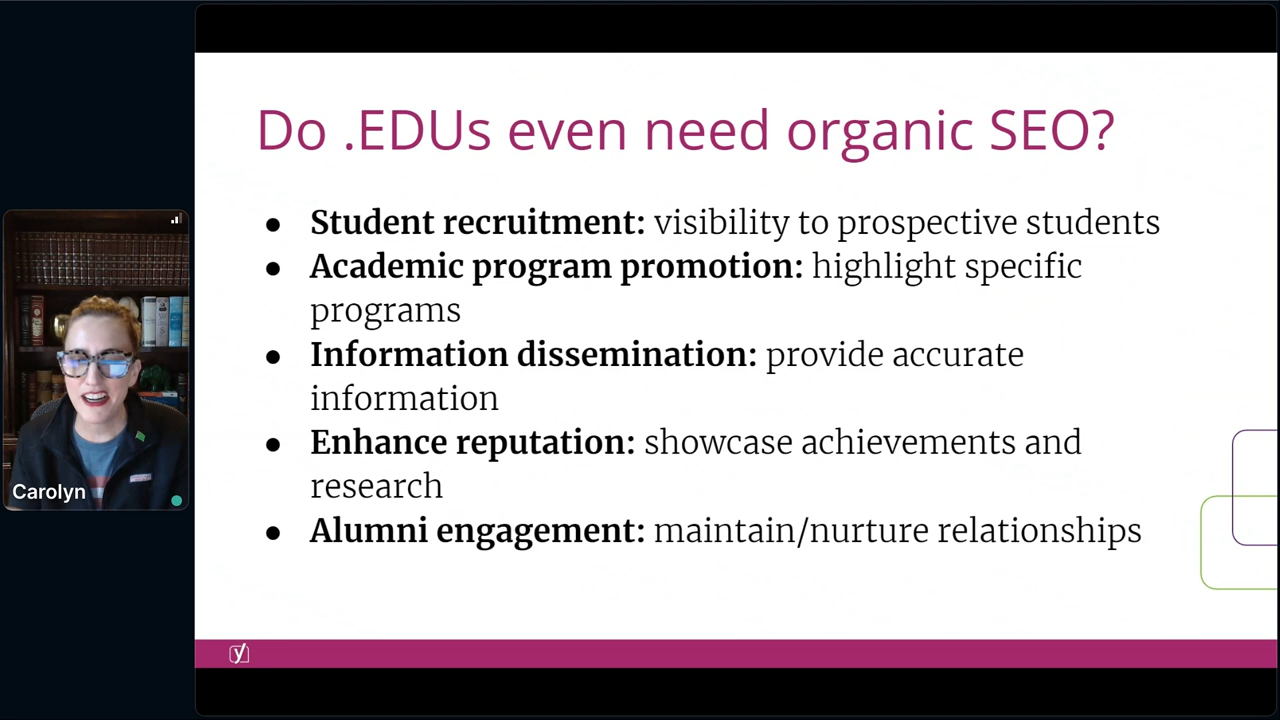 Do .EDUs even need organic SEO?
● Student recruitment: visibility to prospective students
● Academic program promotion: highlight specific
programs
● Information dissemination: provide accurate
information
● Enhance reputation: showcase achievements and
research
● Alumni engagement: maintain/nurture relationships
Carolyn
y